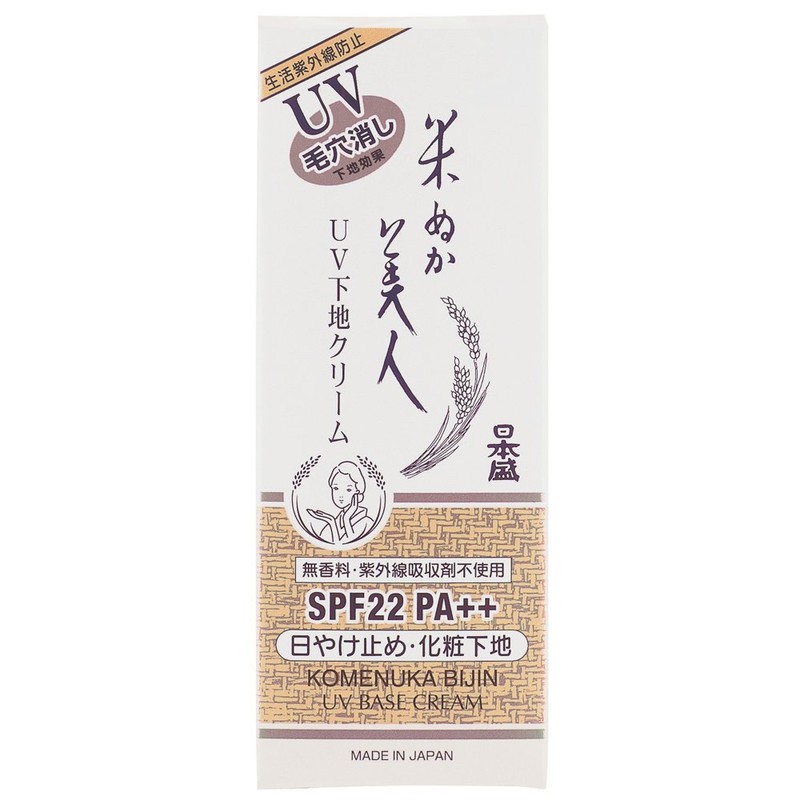 生活紫外線防止
UV
毛穴消し
下地効果
米ぬか
美人
UV下地クリーム
日本盛
無香料・紫外線吸収剤不使用
SPF22 PA++
日やけ止め・化粧下地
KOMENUKA BIJIN
UV BASE CREAM
MADE IN JAPAN